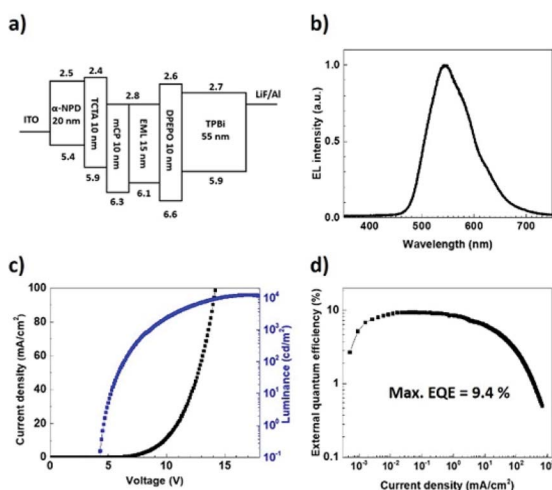 a)
2.5
2.4
2.8
2.6
2.7
LiF/Al
ITO
α-NPD
20 nm
TCTA 10 nm
mCP 10 nm
EML 15 nm
DPEPO 10 nm
TPBi
55 nm
5.4
5.9
6.3
6.1
6.6
5.9
b)
EL intensity (a.u.)
1.0
0.5
0.0
400
500
600
700
Wavelength (nm)
c)
Current density (mA/cm²)
100
80
60
40
20
0
0
5
10
15
Voltage (V)
10⁴
10³
10²
10¹
10⁰
10⁻¹
Luminance (cd/m²)
d)
External quantum efficiency (%)
100
10
1
0.1
Max. EQE = 9.4 %
10⁻³
10⁻²
10⁻¹
10⁰
10¹
10²
10³
Current density (mA/cm²)